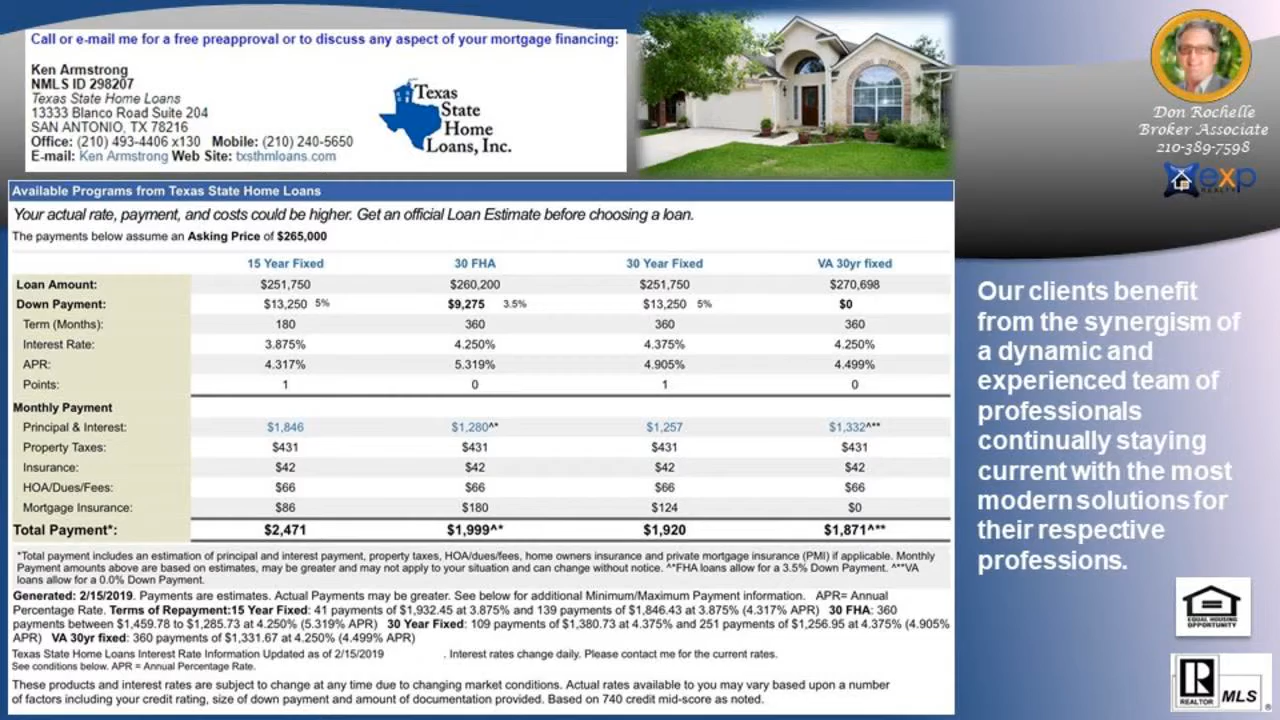 Call or e-mail me for a free preapproval or to discuss any aspect of your mortgage financing:
Ken Armstrong
NMLS ID 298207
Texas State Home Loans
13333 Blanco Road Suite 204
SAN ANTONIO, TX 78216
Office: (210) 493-4406 x130 Mobile: (210) 240-5650
E-mail: Ken Armstrong Web Site: txsthmloans.com
Texas
State
Home
Loans, Inc.
Don Rochelle
Broker Associate
210-389-7598
exp
REALTY
Available Programs from Texas State Home Loans
Your actual rate, payment, and costs could be higher. Get an official Loan Estimate before choosing a loan.
The payments below assume an Asking Price of $265,000
15 Year Fixed 30 FHA 30 Year Fixed VA 30yr fixed
Loan Amount: $251,750 $260,200 $251,750 $270,698
Down Payment: $13,250 5% $9,275 3.5% $13,250 5% $0
Term (Months): 180 360 360 360
Interest Rate: 3.875% 4.250% 4.375% 4.250%
APR: 4.317% 5.319% 4.905% 4.499%
Points: 1 0 1 0
Monthly Payment
Principal & Interest: $1,846 $1,280^* $1,257 $1,332^**
Property Taxes: $431 $431 $431 $431
Insurance: $42 $42 $42 $42
HOA/Dues/Fees: $66 $66 $66 $66
Mortgage Insurance: $86 $180 $124 $0
Total Payment*: $2,471 $1,999^* $1,920 $1,871^**
*Total payment includes an estimation of principal and interest payment, property taxes, HOA/dues/fees, home owners insurance and private mortgage insurance (PMI) if applicable. Monthly
Payment amounts above are based on estimates, may be greater and may not apply to your situation and can change without notice. ^*FHA loans allow for a 3.5% Down Payment. ^**VA
loans allow for a 0.0% Down Payment.
Generated: 2/15/2019. Payments are estimates. Actual Payments may be greater. See below for additional Minimum/Maximum Payment information. APR= Annual
Percentage Rate. Terms of Repayment:15 Year Fixed: 41 payments of $1,932.45 at 3.875% and 139 payments of $1,846.43 at 3.875% (4.317% APR) 30 FHA: 360
payments between $1,459.78 to $1,285.73 at 4.250% (5.319% APR) 30 Year Fixed: 109 payments of $1,380.73 at 4.375% and 251 payments of $1,256.95 at 4.375% (4.905%
APR) VA 30yr fixed: 360 payments of $1,331.67 at 4.250% (4.499% APR)
Texas State Home Loans Interest Rate Information Updated as of 2/15/2019 . Interest rates change daily. Please contact me for the current rates.
See conditions below. APR = Annual Percentage Rate.
These products and interest rates are subject to change at any time due to changing market conditions. Actual rates available to you may vary based upon a number
of factors including your credit rating, size of down payment and amount of documentation provided. Based on 740 credit mid-score as noted.
Our clients benefit
from the synergism of
a dynamic and
experienced team of
professionals
continually staying
current with the most
modern solutions for
their respective
professions.
EQUAL HOUSING
OPPORTUNITY
R
REALTOR MLS ®